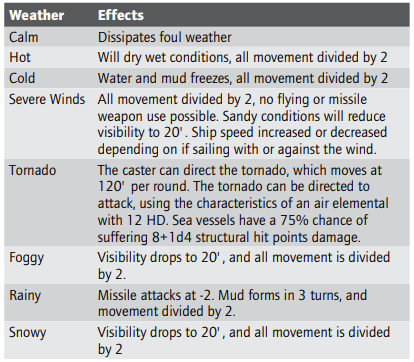 Weather Effects
Calm Dissipates foul weather
Hot Will dry wet conditions, all movement divided by 2
Cold Water and mud freezes, all movement divided by 2
Severe Winds All movement divided by 2, no flying or missile
weapon use possible. Sandy conditions will reduce
visibility to 20'. Ship speed increased or decreased
depending on if sailing with or against the wind.
Tornado The caster can direct the tornado, which moves at
120' per round. The tornado can be directed to
attack, using the characteristics of an air elemental
with 12 HD. Sea vessels have a 75% chance of
suffering 8+1d4 structural hit points damage.
Foggy Visibility drops to 20', and all movement is divided
by 2.
Rainy Missile attacks at -2. Mud forms in 3 turns, and
movement divided by 2.
Snowy Visibility drops to 20', and all movement is divided
by 2